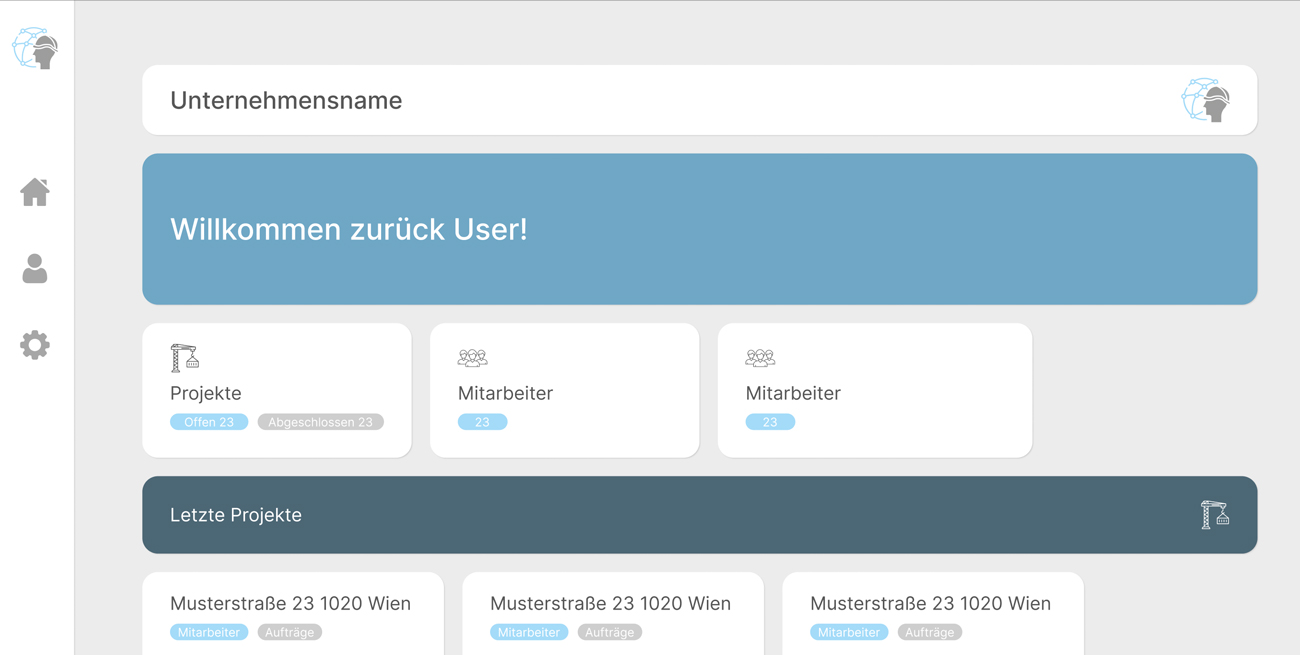 Unternehmensname
Willkommen zurück User!
Projekte
Offen 23 Abgeschlossen 23
Mitarbeiter
23
Mitarbeiter
23
Letzte Projekte
Musterstraße 23 1020 Wien
Mitarbeiter Aufträge
Musterstraße 23 1020 Wien
Mitarbeiter Aufträge
Musterstraße 23 1020 Wien
Mitarbeiter Aufträge